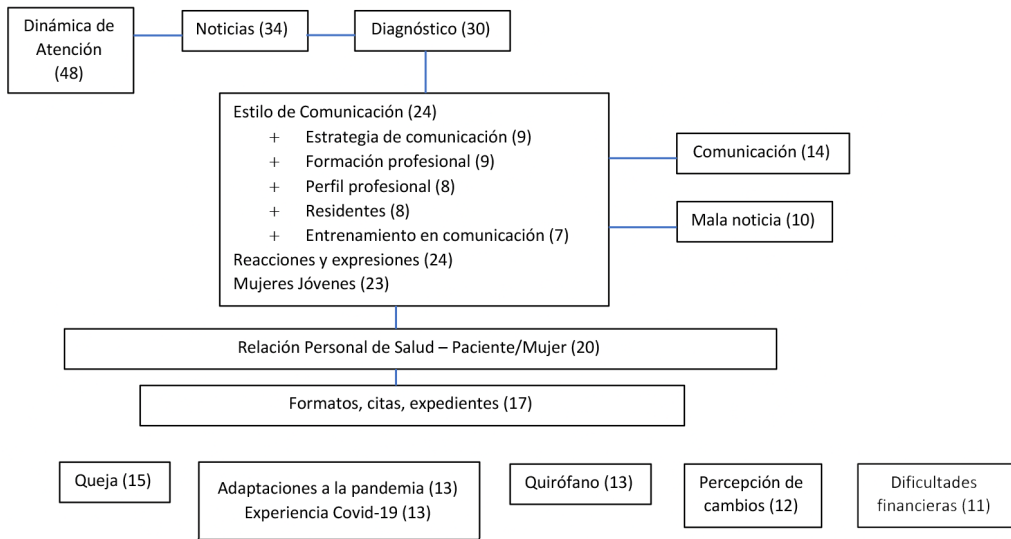 Dinámica de
Atención
(48)
Noticias (34)
Diagnóstico (30)
Estilo de Comunicación (24)
+ Estrategia de comunicación (9)
+ Formación profesional (9)
+ Perfil profesional (8)
+ Residentes (8)
+ Entrenamiento en comunicación (7)
Reacciones y expresiones (24)
Mujeres Jóvenes (23)
Comunicación (14)
Mala noticia (10)
Relación Personal de Salud – Paciente/Mujer (20)
Formatos, citas, expedientes (17)
Queja (15)
Adaptaciones a la pandemia (13)
Experiencia Covid-19 (13)
Quirófano (13)
Percepción de
cambios (12)
Dificultades
financieras (11)